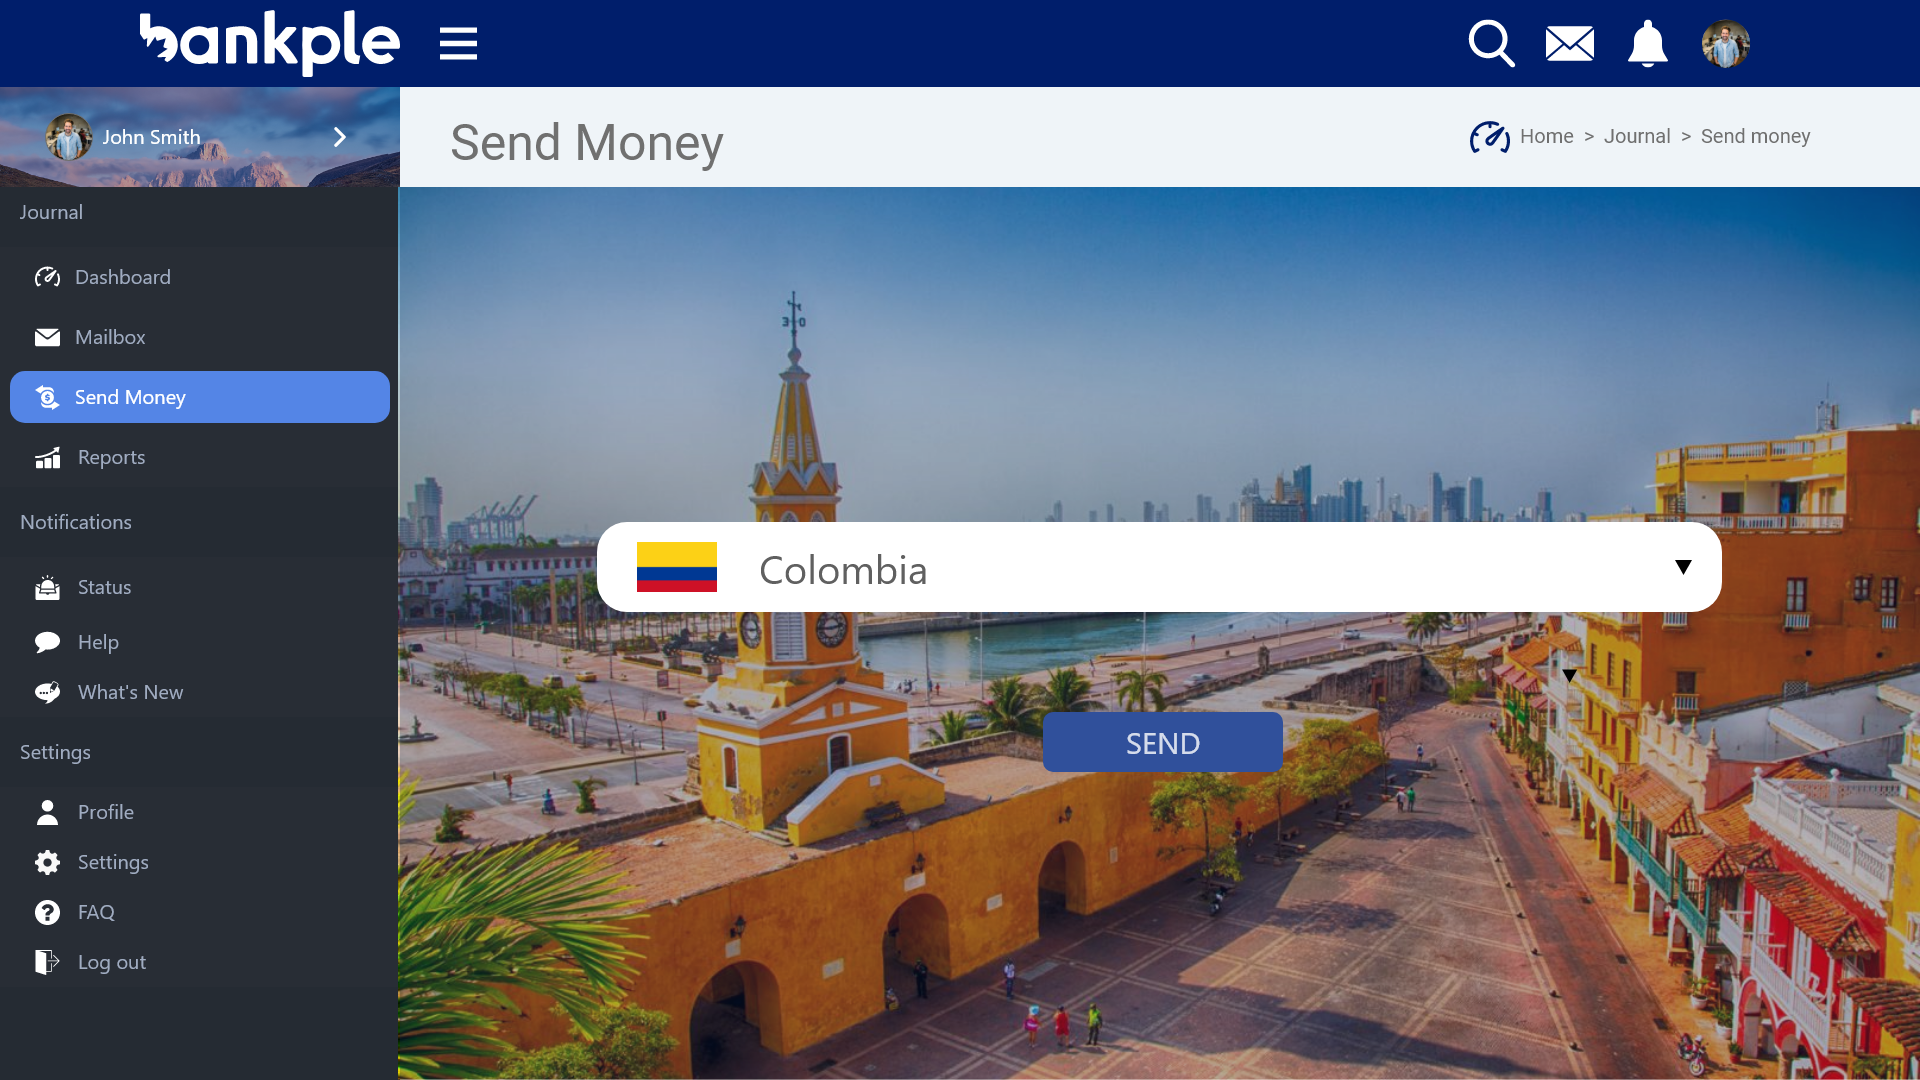 bankple
John Smith
Send Money
Home > Journal > Send money
Journal
Dashboard
Mailbox
Send Money
Reports
Notifications
Status
Help
What's New
Settings
Profile
Settings
FAQ
Log out
Colombia
SEND